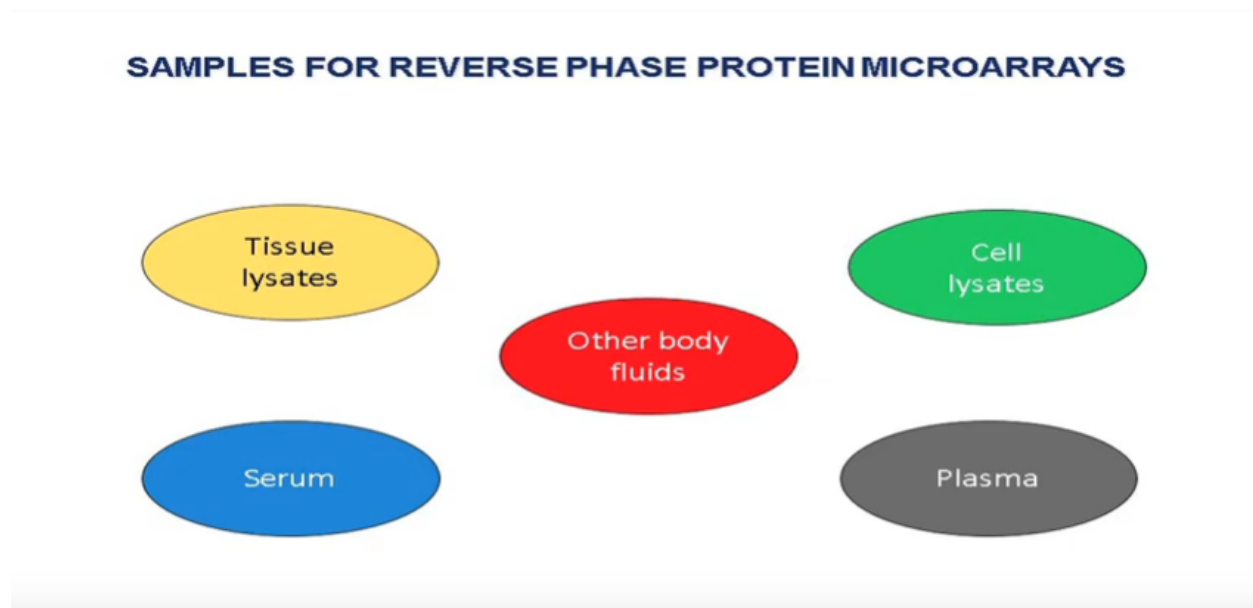 SAMPLES FOR REVERSE PHASE PROTEIN MICROARRAYS
Tissue
lysates
Cell
lysates
Other body
fluids
Serum
Plasma